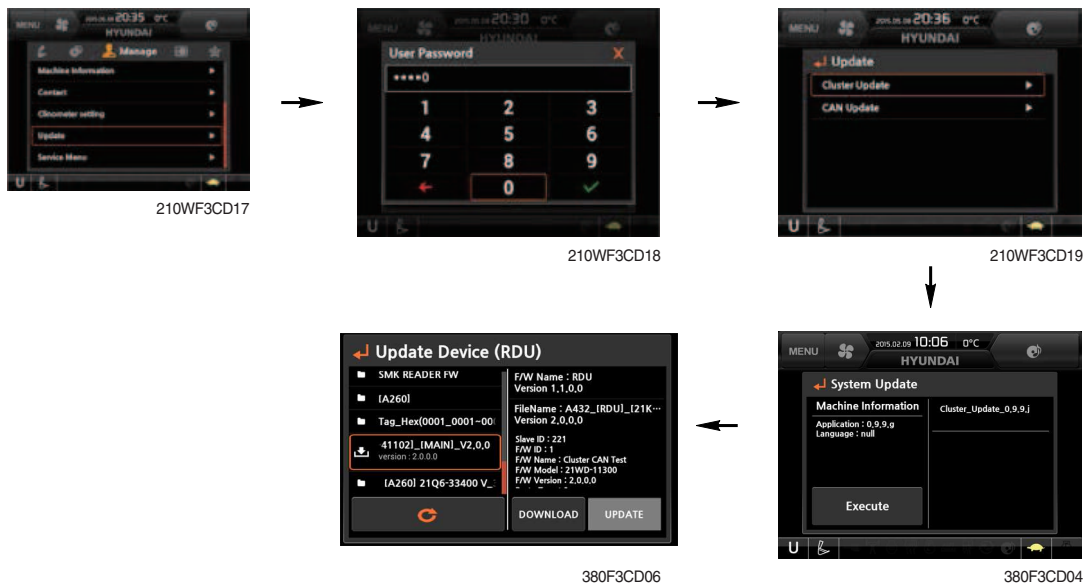 MENU
2015.05.08 20:35 0°C
HYUNDAI
Manage
Machine Information
Contact
Clinometer setting
Update
Service Menu
U
210WF3CD17
MENU
20:30 0°C
HYUNDAI
User Password
X
****0
1 2 3
4 5 6
7 8 9
0
U
210WF3CD18
MENU
20:36 0°C
HYUNDAI
Update
Cluster Update
CAN Update
U
210WF3CD19
Update Device (RDU)
SMK READER FW
[A260]
Tag_Hex(0001_0001~00
41102]_[MAIN]_V2,0,0
version : 2.0.0.0
[A260] 21Q6-33400 V_
F/W Name : RDU
Version 1,1,0,0
FileName : A432_[RDU]_[21K···
Version 2,0,0,0
Slave ID : 221
F/W ID : 1
F/W Name : Cluster CAN Test
F/W Model : 21WD-11300
F/W Version : 2,0,0,0
DOWNLOAD
UPDATE
380F3CD06
MENU
2015.02.09 10:06 0°C
HYUNDAI
System Update
Machine Information
Application : 0,9,9,g
Language : null
Cluster_Update_0,9,9,j
Execute
U
380F3CD04